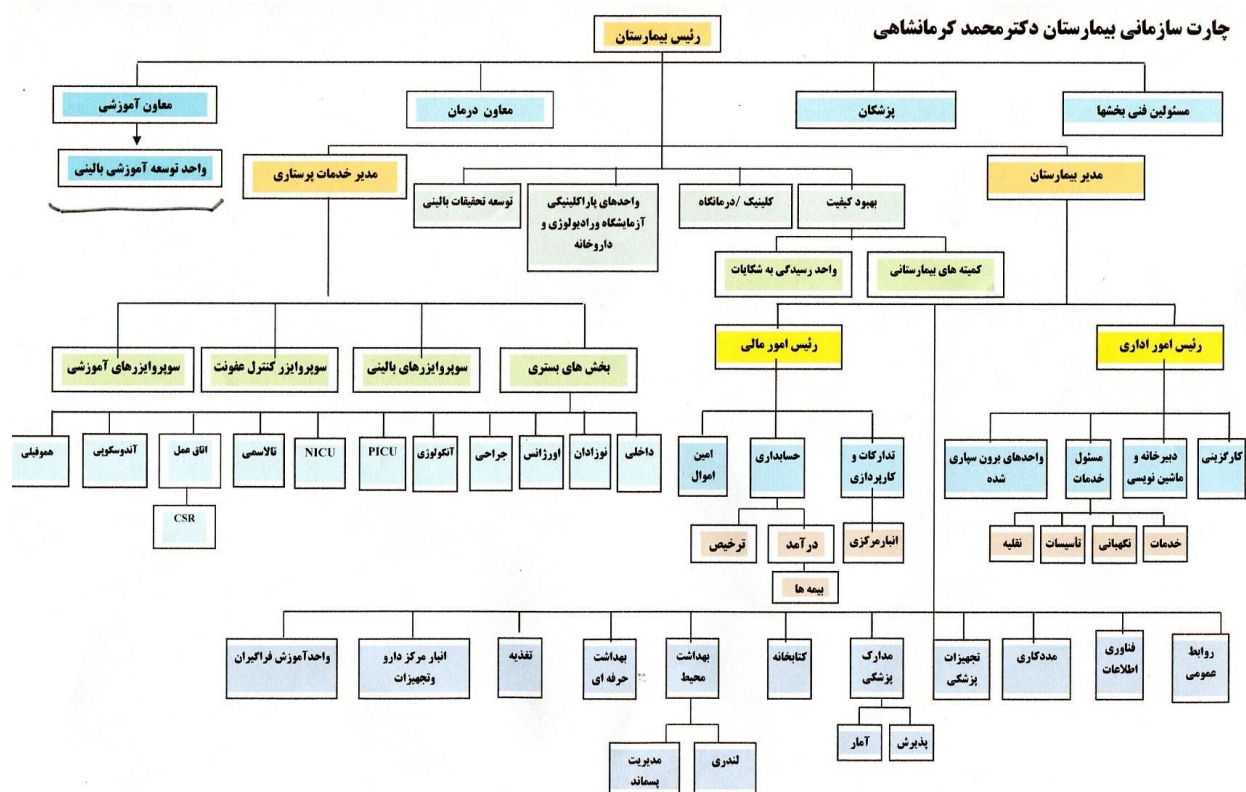 چارت سازمانی بیمارستان دکترمحمد کرمانشاهی
رئیس بیمارستان
مسئولین فنی بخشها
پزشکان
معاون درمان
معاون آموزشی
واحد توسعه آموزشی بالینی
مدیر بیمارستان
مدیر خدمات پرستاری
بهبود کیفیت
کلینیک /درمانگاه
واحدهای پاراکلینیکی
آزمایشگاه ورادیولوژی و
داروخانه
توسعه تحقیقات بالینی
کمیته های بیمارستانی
واحد رسیدگی به شکایات
رئیس امور اداری
رئیس امور مالی
بخش های بستری
سوپروایزرهای بالینی
سوپروایزر کنترل عفونت
سوپروایزرهای آموزشی
کارگزینی
دبیرخانه و
ماشین نویسی
مسئول
خدمات
واحدهای برون سپاری
شده
تدارکات و
کارپردازی
حسابداری
امین
اموال
داخلی
نوزادان
اورژانس
جراحی
آنکولوژی
PICU
NICU
تالاسمی
اتاق عمل
آندوسکوپی
هموفیلی
CSR
خدمات
نگهبانی
تأسیسات
نقلیه
انبارمرکزی
درآمد
ترخیص
بیمه ها
روابط
عمومی
فناوری
اطلاعات
مددکاری
تجهیزات
پزشکی
مدارک
پزشکی
کتابخانه
بهداشت
محیط
بهداشت
حرفه ای
تغذیه
انبار مرکز دارو
وتجهیزات
واحدآموزش فراگیران
پذیرش
آمار
لندری
مدیریت
پسماند